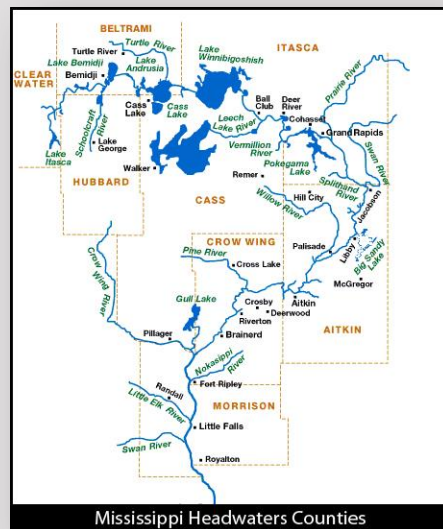 BELTRAMI
Turtle River
Turtle River
Lake Bemidji
Lake
Andrusia
Lake
Winnibigoshish
ITASCA
CLEAR
WATER
Bemidji
Prairie River
Cass
Lake
Cass
Lake
Ball
Club
Deer
River
Cohasset
Schoolcraft
River
Leech
Lake River
Grand Rapids
Lake
George
Vermillion
River
Swan River
Lake
Itasca
Pokegama
Lake
Walker
Remer
Splithand
River
HUBBARD
Hill City
Jacobson
CASS
Willow River
CROW WING
Palisade
Libby
Big Sandy
Lake
Pine River
Cross Lake
McGregor
Crow Wing
River
Gull Lake
Crosby
Aitkin
Riverton
Deerwood
Pillager
Brainerd
AITKIN
Nokasippi
River
Randall
Fort Ripley
Little Elk River
MORRISON
Little Falls
Swan River
Royalton
Mississippi Headwaters Counties